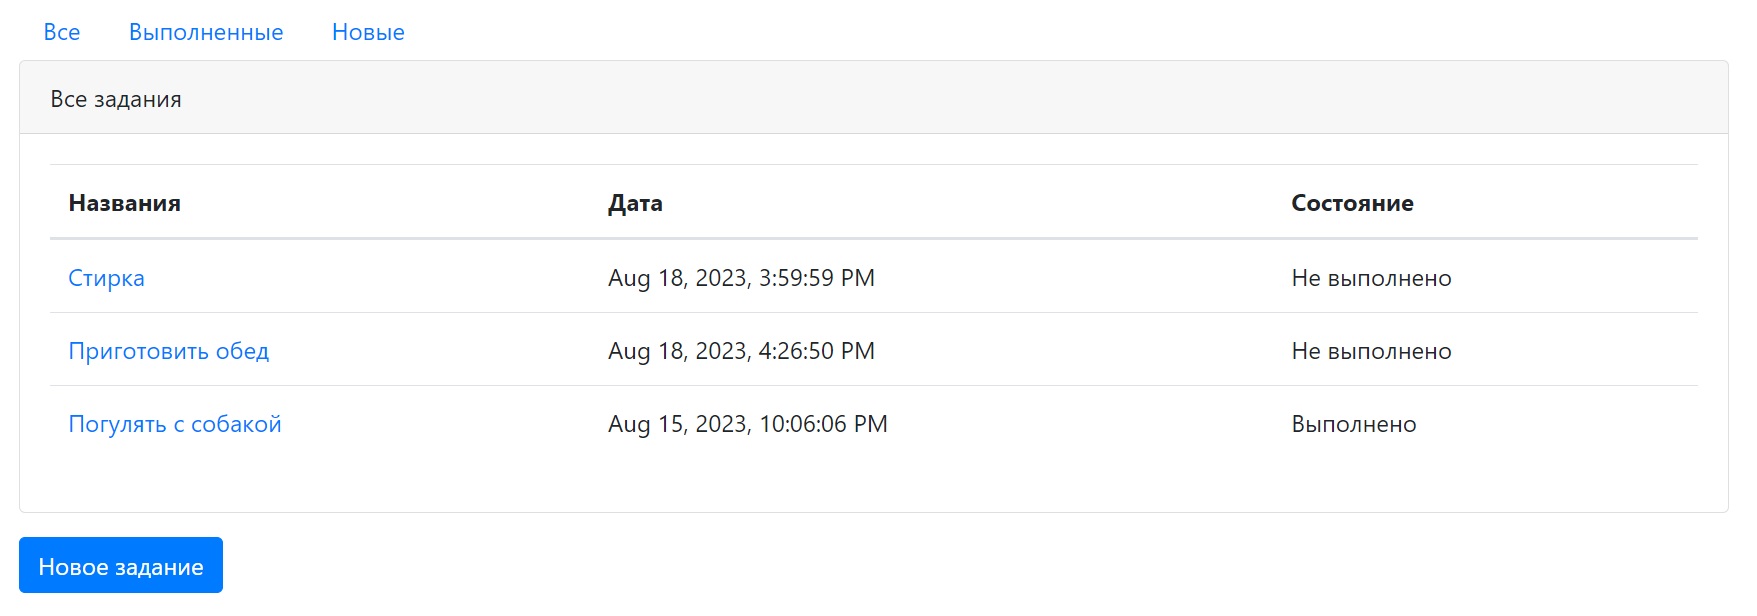 Все Выполненные Новые
Все задания
Названия Дата Состояние
Стирка Aug 18, 2023, 3:59:59 PM Не выполнено
Приготовить обед Aug 18, 2023, 4:26:50 PM Не выполнено
Погулять с собакой Aug 15, 2023, 10:06:06 PM Выполнено
Новое задание